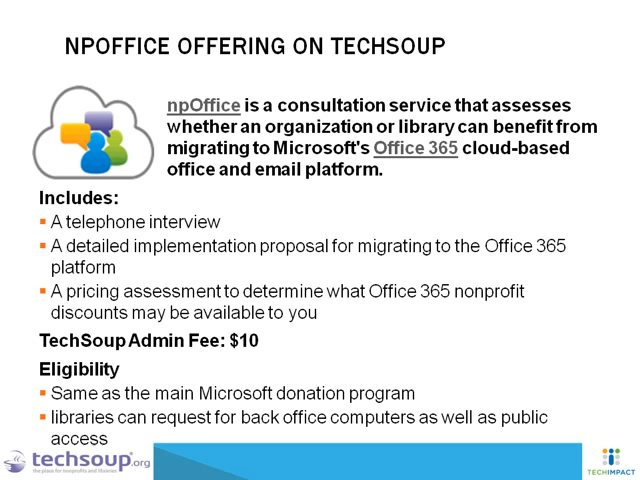 NPOFFICE OFFERING ON TECHSOUP
npOffice is a consultation service that assesses
whether an organization or library can benefit from
migrating to Microsoft's Office 365 cloud-based
office and email platform.
Includes:
▪ A telephone interview
▪ A detailed implementation proposal for migrating to the Office 365
platform
▪ A pricing assessment to determine what Office 365 nonprofit
discounts may be available to you
TechSoup Admin Fee: $10
Eligibility
▪ Same as the main Microsoft donation program
▪ libraries can request for back office computers as well as public
access
techsoup.org
the place for nonprofits and libraries
TECHIMPACT